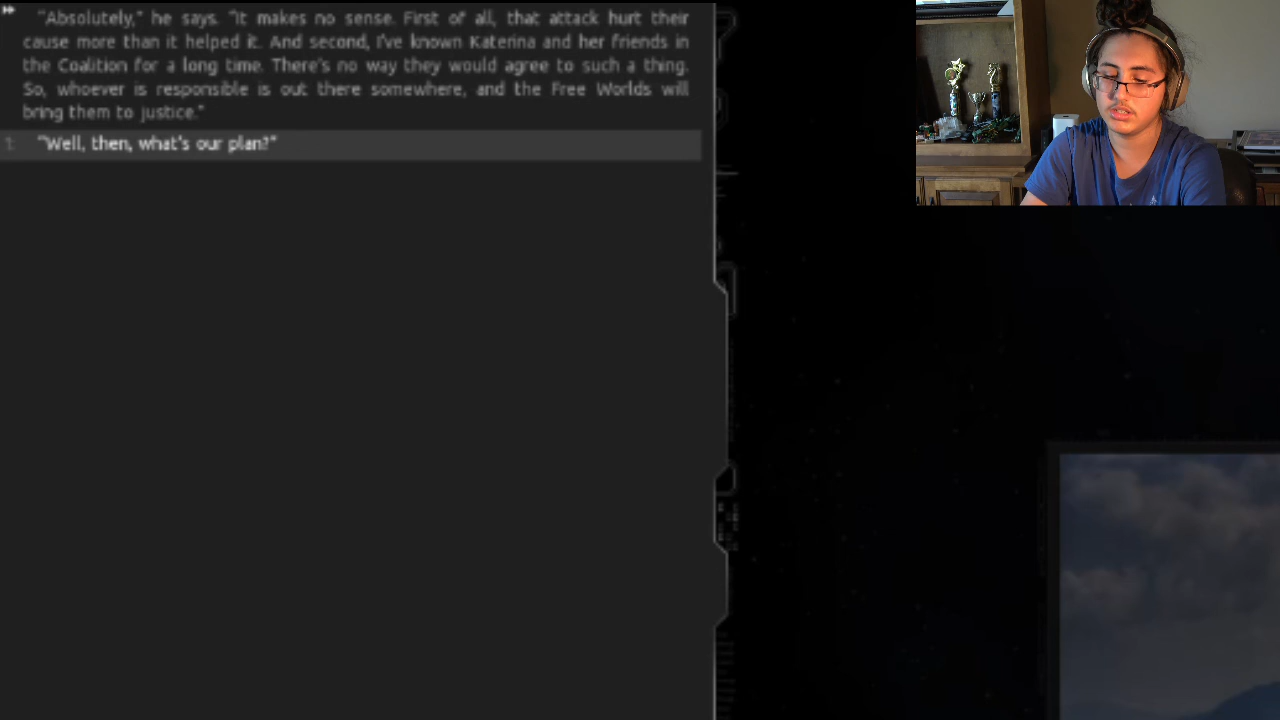 "Absolutely," he says. "It makes no sense. First of all, that attack hurt their
cause more than it helped it. And second, I've known Katerina and her friends in
the Coalition for a long time. There's no way they would agree to such a thing.
So, whoever is responsible is out there somewhere, and the Free Worlds will
bring them to justice."
1 "Well, then, what's our plan?"